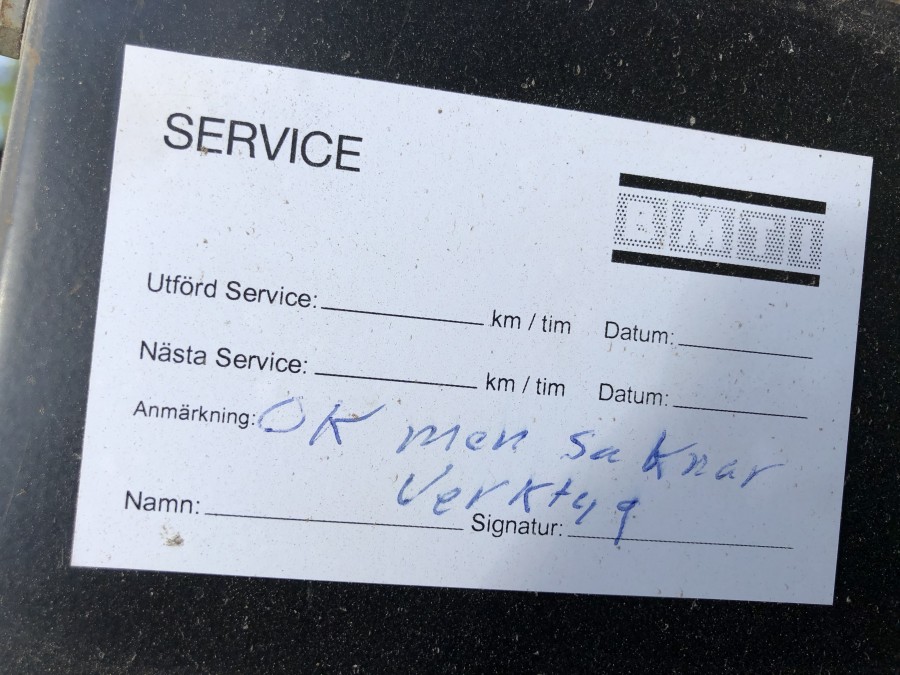 SERVICE
BMTI
Utförd Service: km / tim Datum:
Nästa Service: km / tim Datum:
Anmärkning: OK men saknar
verktyg
Namn: Signatur: